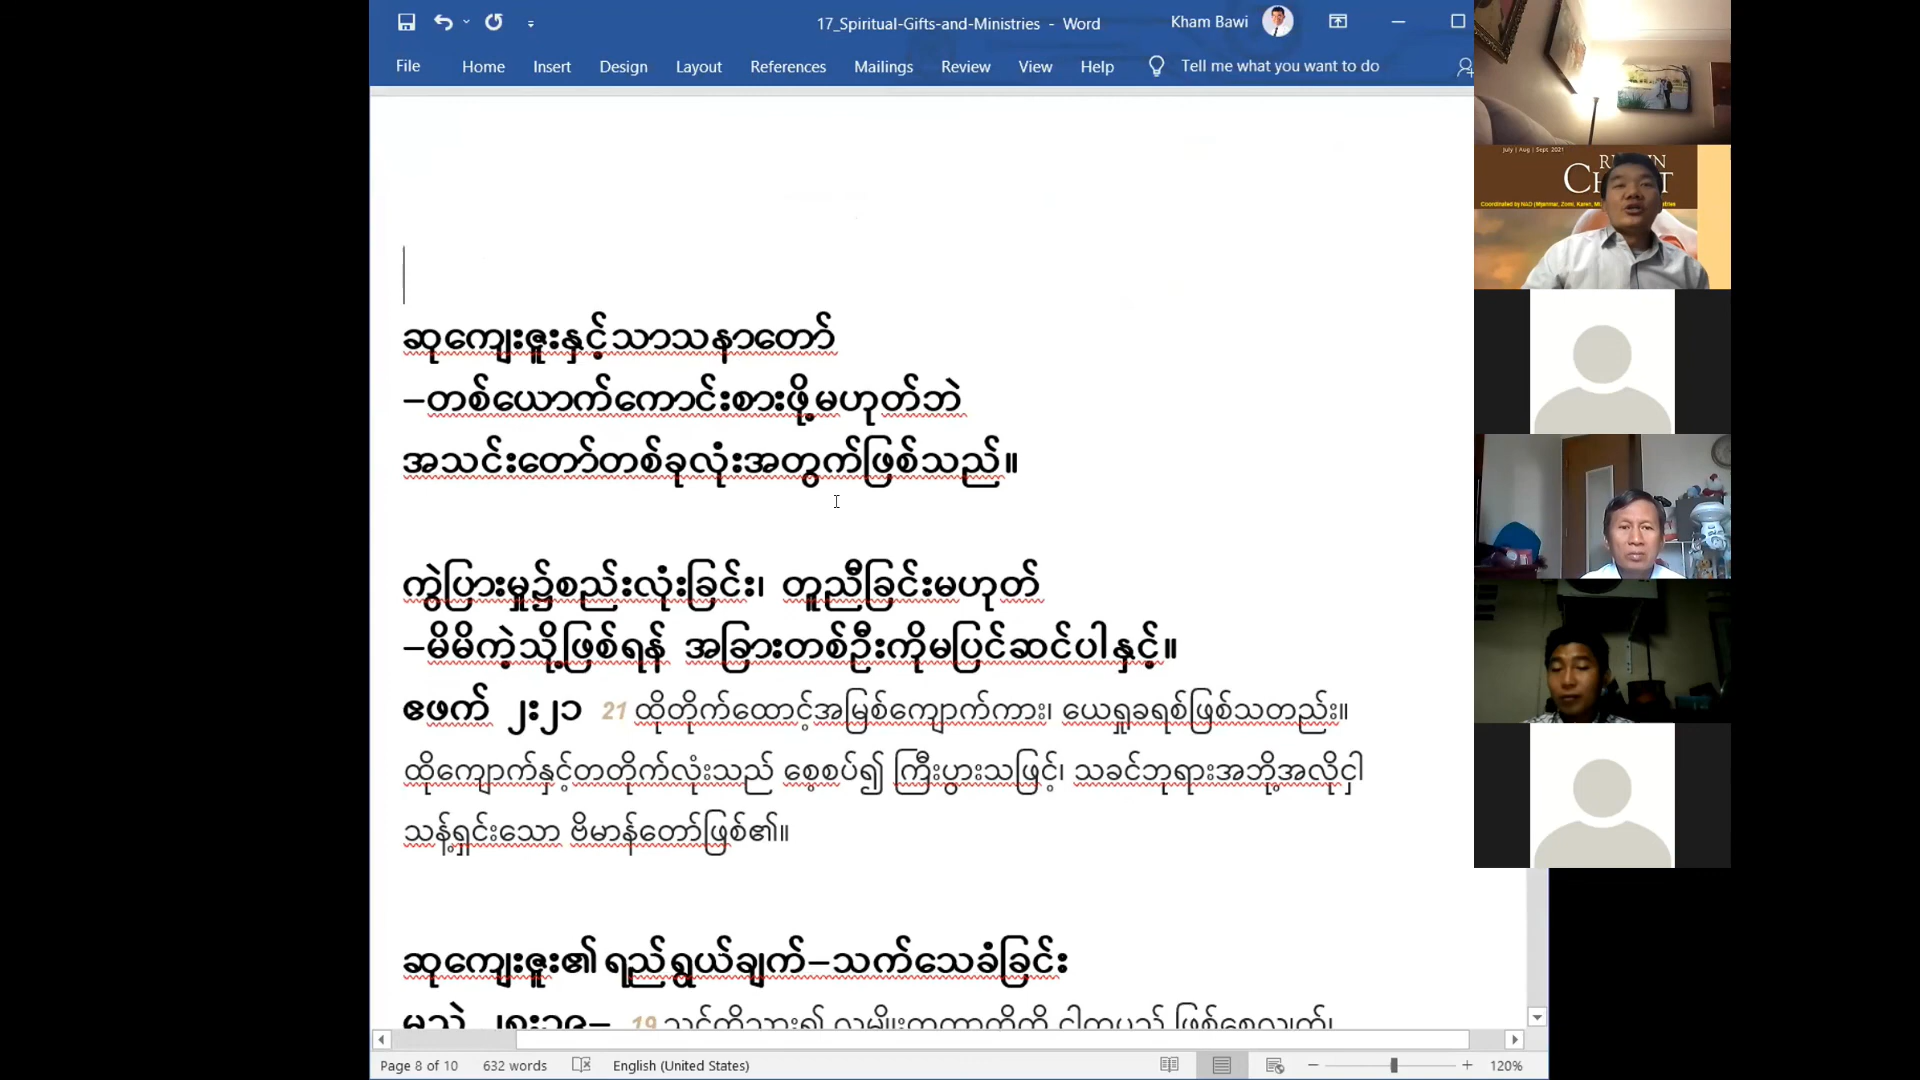 17_Spiritual-Gifts-and-Ministries - Word
Kham Bawi
File Home Insert Design Layout References Mailings Review View Help Tell me what you want to do
ဆုကျေးဇူးနှင့်သာသနာတော်
–တစ်ယောက်ကောင်းစားဖို့မဟုတ်ဘဲ
အသင်းတော်တစ်ခုလုံးအတွက်ဖြစ်သည်။
ကွဲပြားမှု၌စည်းလုံးခြင်း၊ တူညီခြင်းမဟုတ်
–မိမိကဲ့သို့ဖြစ်ရန် အခြားတစ်ဦးကိုမပြင်ဆင်ပါနှင့်။
ဧဖက် ၂း၂၁ 21 ထိုတိုက်ထောင့်အမြစ်ကျောက်ကား၊ ယေရှုခရစ်ဖြစ်သတည်း။
ထိုကျောက်နှင့်တတိုက်လုံးသည် စေ့စပ်၍ ကြီးပွားသဖြင့်၊ သခင်ဘုရားအဘို့အလိုငှါ
သန့်ရှင်းသော ဗိမာန်တော်ဖြစ်၏။
ဆုကျေးဇူး၏ ရည်ရွယ်ချက်–သက်သေခံခြင်း
Page 8 of 10 632 words English (United States) 120%
July | Aug | Sept 2021